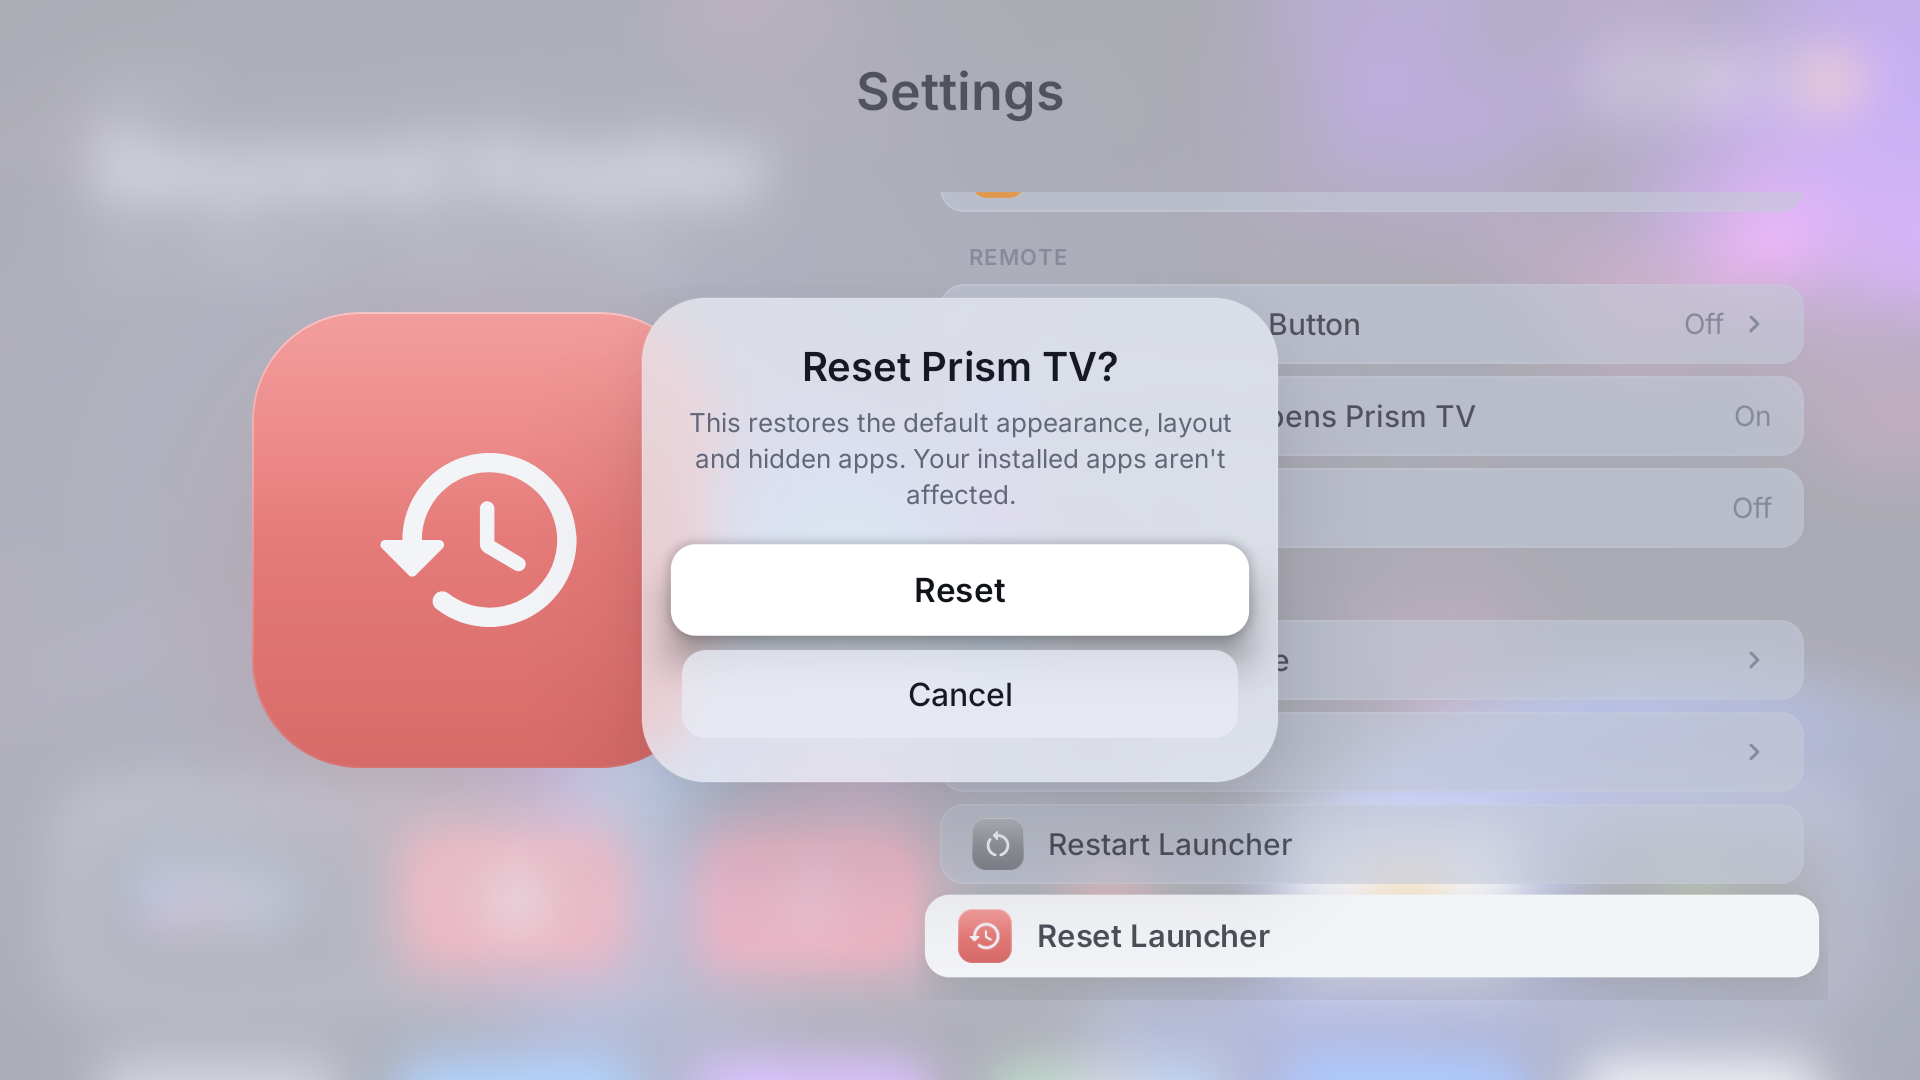 Settings
REMOTE
Button
Off
Prism TV
On
Off
Reset Prism TV?
This restores the default appearance, layout
and hidden apps. Your installed apps aren't
affected.
Reset
Cancel
Restart Launcher
Reset Launcher